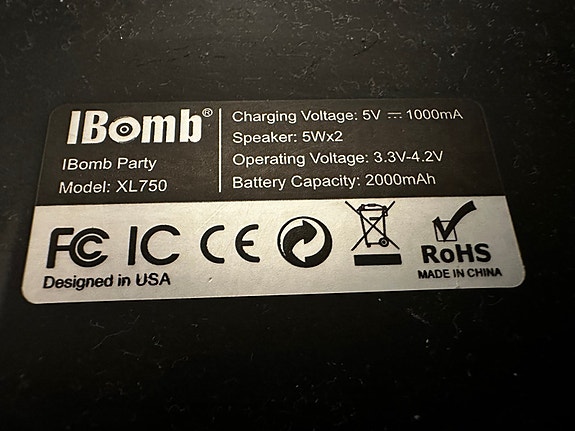 IBomb®
IBomb Party
Model: XL750
Charging Voltage: 5V ⎓ 1000mA
Speaker: 5Wx2
Operating Voltage: 3.3V-4.2V
Battery Capacity: 2000mAh
FC IC CE
RoHS
Designed in USA
MADE IN CHINA